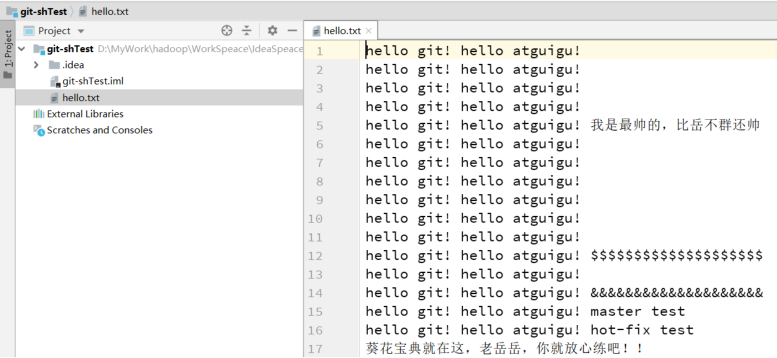 git-shTest hello.txt
1: Project
Project
git-shTest D:\MyWork\hadoop\WorkSpeace\IdeaSpeace
.idea
git-shTest.iml
hello.txt
External Libraries
Scratches and Consoles
hello.txt
1 hello git! hello atguigu!
2 hello git! hello atguigu!
3 hello git! hello atguigu!
4 hello git! hello atguigu!
5 hello git! hello atguigu! 我是最帅的，比岳不群还帅
6 hello git! hello atguigu!
7 hello git! hello atguigu!
8 hello git! hello atguigu!
9 hello git! hello atguigu!
10 hello git! hello atguigu!
11 hello git! hello atguigu!
12 hello git! hello atguigu! $$$$$$$$$$$$$$$$$$$$
13 hello git! hello atguigu!
14 hello git! hello atguigu! &&&&&&&&&&&&&&&&&&&&
15 hello git! hello atguigu! master test
16 hello git! hello atguigu! hot-fix test
17 葵花宝典就在这，老岳岳，你就放心练吧！！